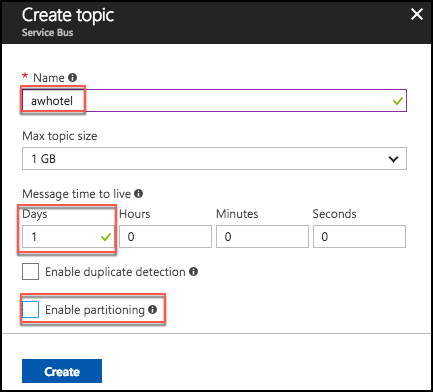 Create topic
Service Bus
* Name
awhotel
Max topic size
1 GB
Message time to live
Days Hours Minutes Seconds
1 0 0 0
Enable duplicate detection
Enable partitioning
Create